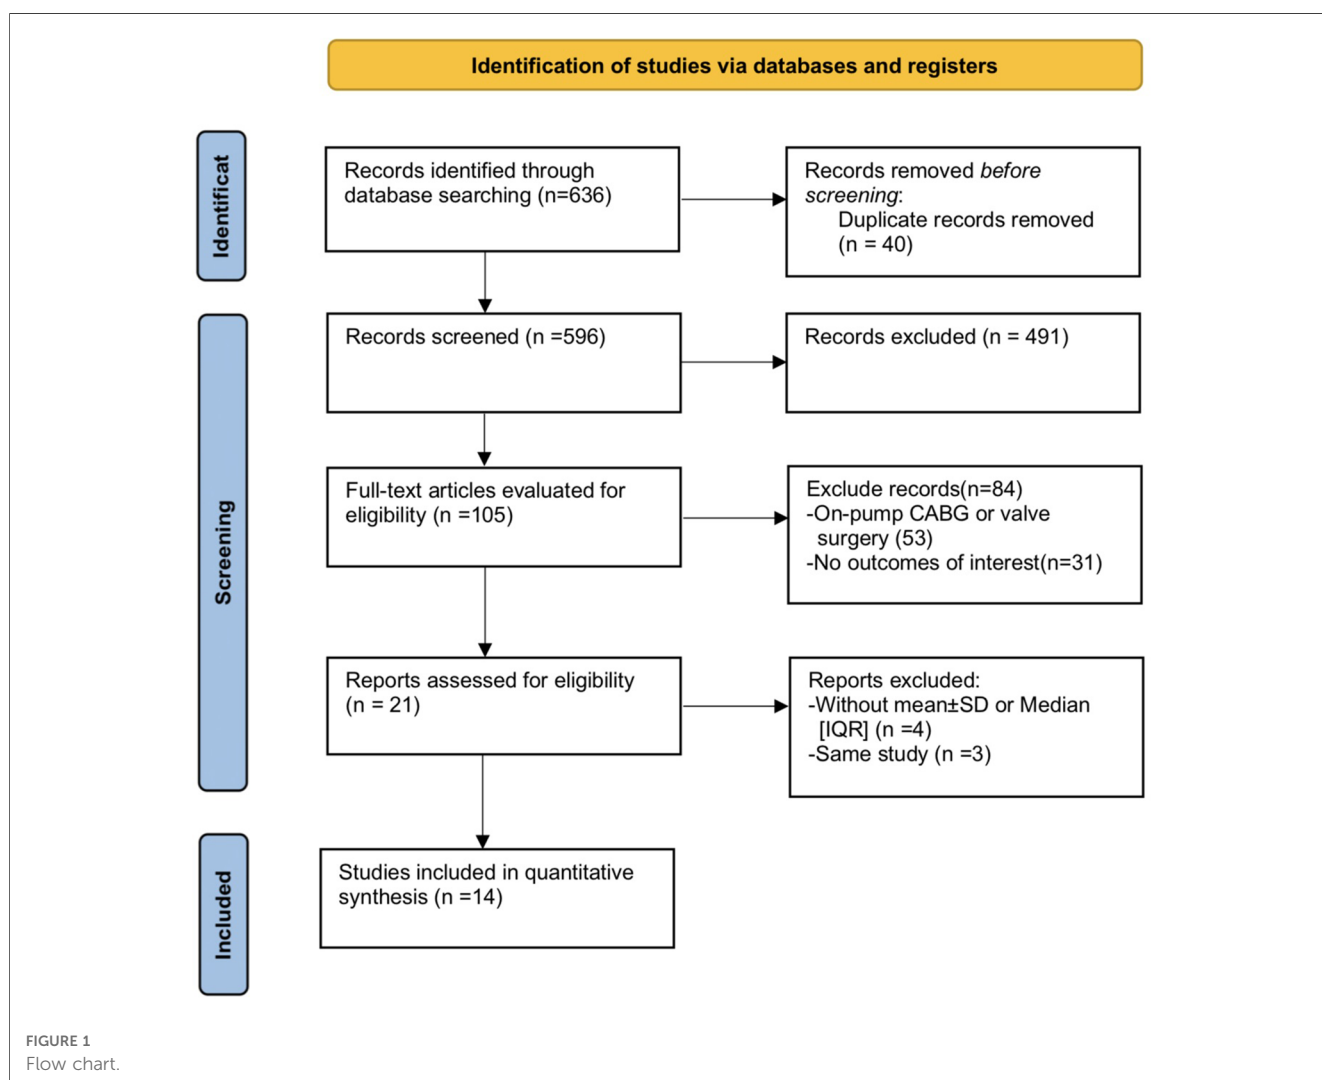 Identification of studies via databases and registers
Identificat
Records identified through
database searching (n=636)
Records removed before
screening:
Duplicate records removed
(n = 40)
Screening
Records screened (n =596)
Records excluded (n = 491)
Full-text articles evaluated for
eligibility (n =105)
Exclude records(n=84)
-On-pump CABG or valve
surgery (53)
-No outcomes of interest(n=31)
Reports assessed for eligibility
(n = 21)
Reports excluded:
-Without mean±SD or Median
[IQR] (n =4)
-Same study (n =3)
Included
Studies included in quantitative
synthesis (n =14)
FIGURE 1
Flow chart.